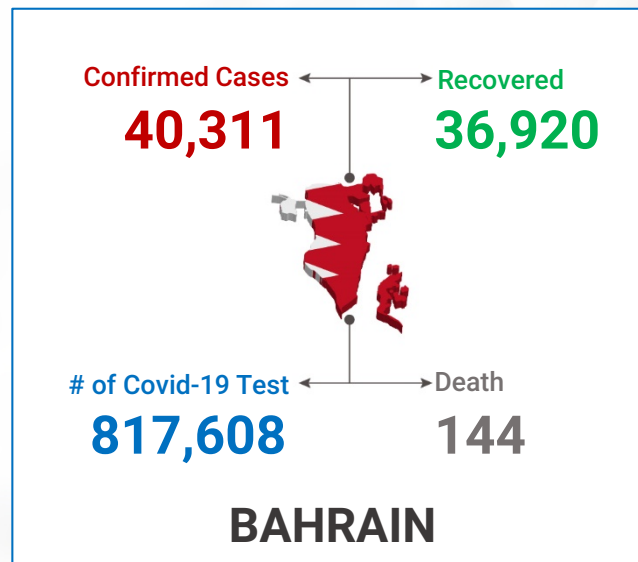 Confirmed Cases
Recovered
40,311
36,920
# of Covid-19 Test
Death
817,608
144
BAHRAIN